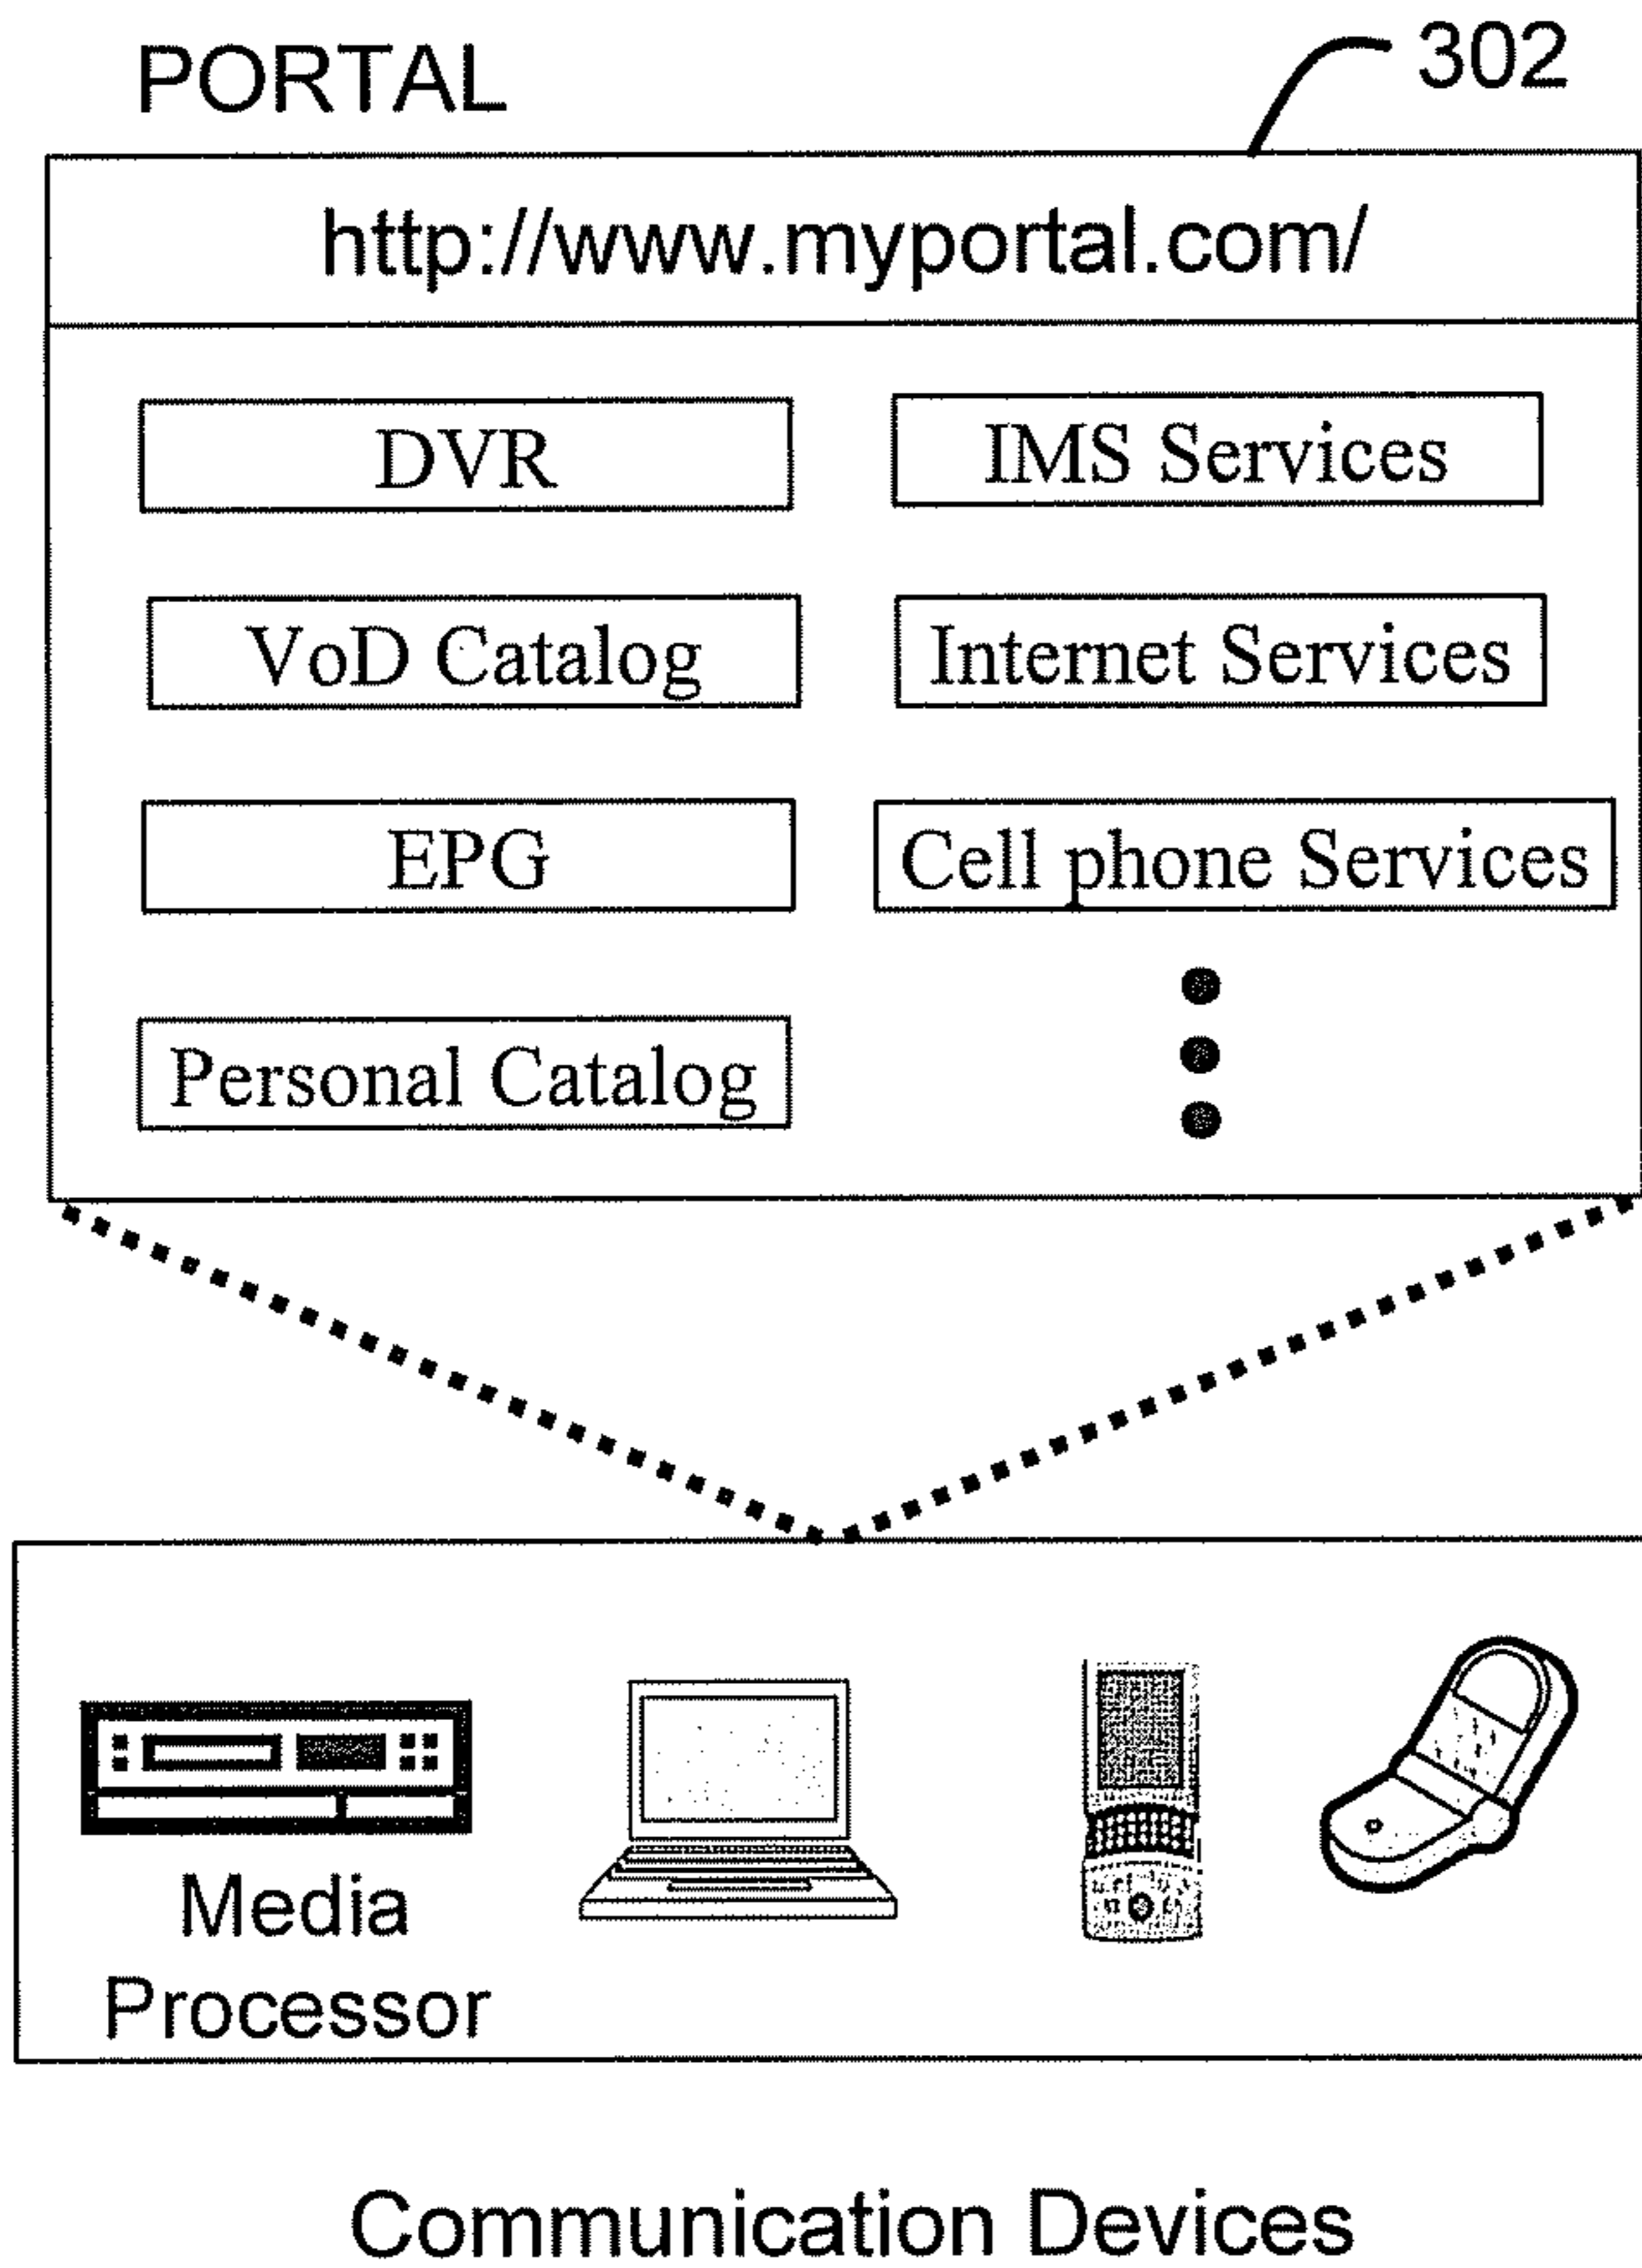 PORTAL
302
http://www.myportal.com/
DVR
IMS Services
VoD Catalog
Internet Services
EPG
Cell phone Services
Personal Catalog
Media
Processor
Communication Devices